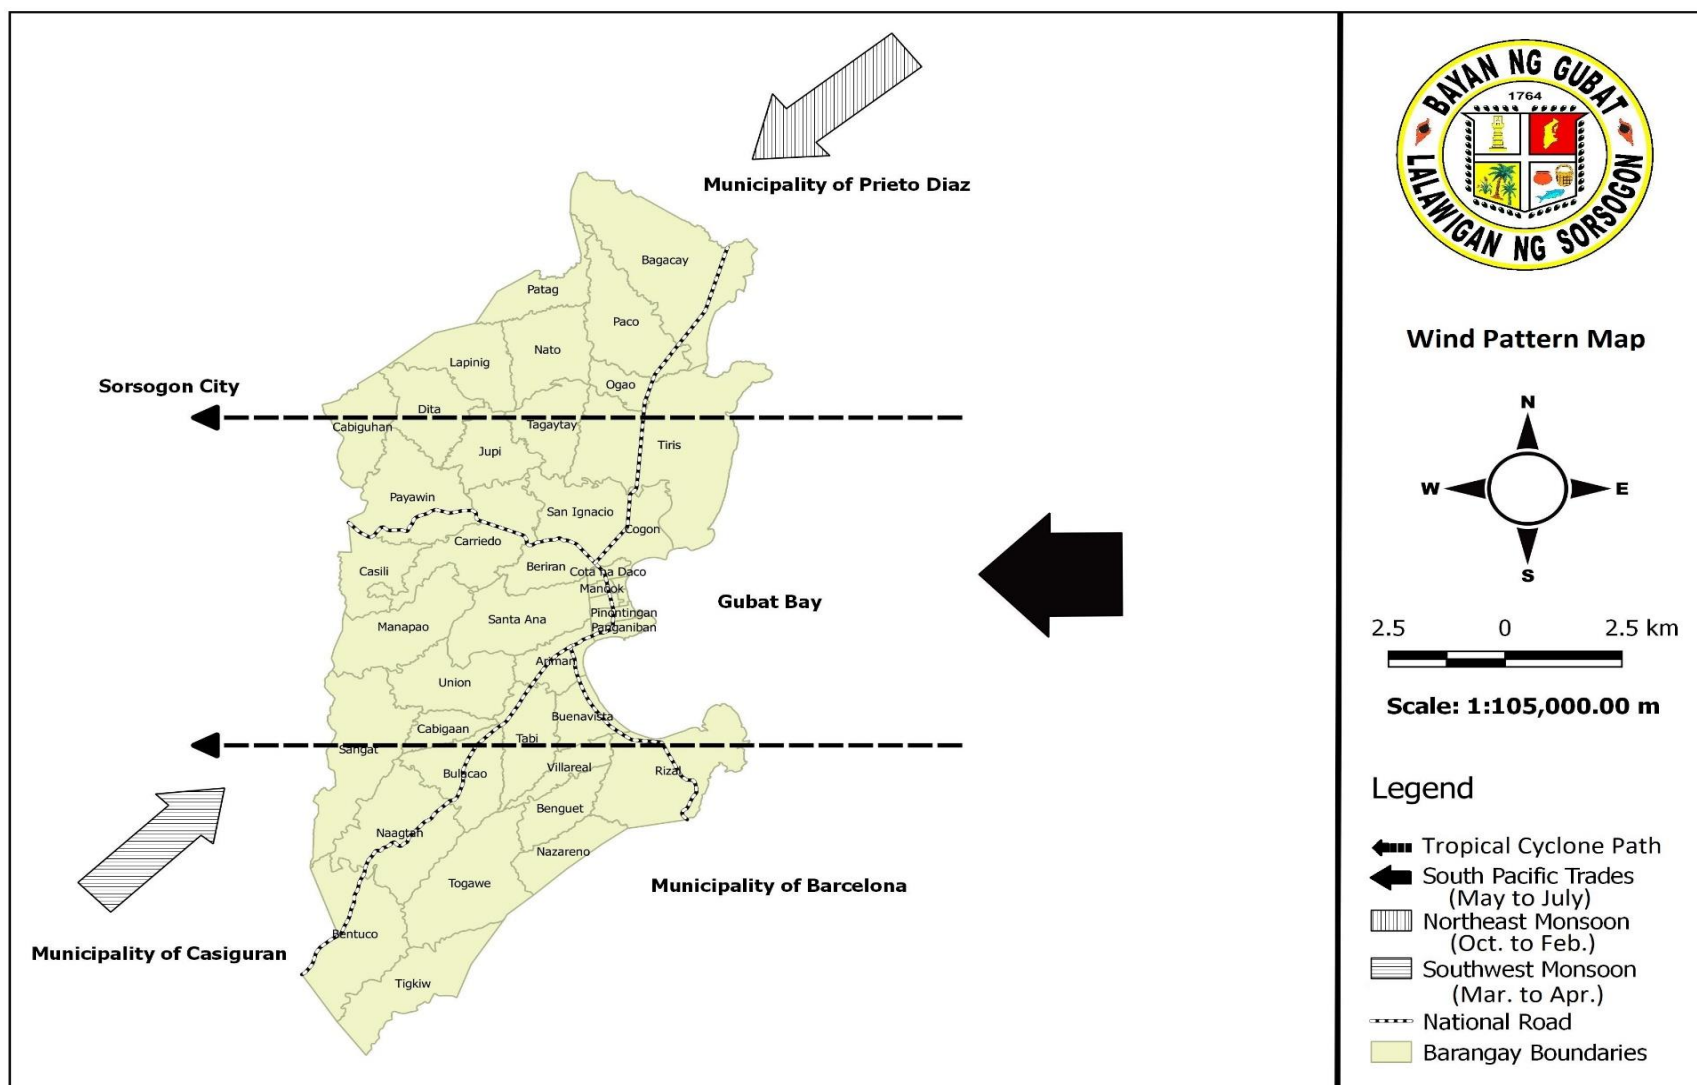 Municipality of Prieto Diaz
Bagacay
Patag
Paco
Nato
Lapinig
Ogao
Sorsogon City
Dita
Cabiguhan
Tagaytay
Tiris
Jupi
Payawin
San Ignacio
Cogon
Carriedo
Beriran
Cota na Daco
Casili
Manook
Gubat Bay
Pinontingan
Santa Ana
Manapao
Panganiban
Ariman
Union
Buenavista
Cabigaan
Tabi
Sangat
Villareal
Rizal
Bulacao
Benguet
Naagtan
Nazareno
Togawe
Municipality of Barcelona
Bentuco
Municipality of Casiguran
Tigkiw
BAYAN NG GUBAT
1764
LALAWIGAN NG SORSOGON
Wind Pattern Map
N
W E
S
2.5 0 2.5 km
Scale: 1:105,000.00 m
Legend
Tropical Cyclone Path
South Pacific Trades
(May to July)
Northeast Monsoon
(Oct. to Feb.)
Southwest Monsoon
(Mar. to Apr.)
National Road
Barangay Boundaries